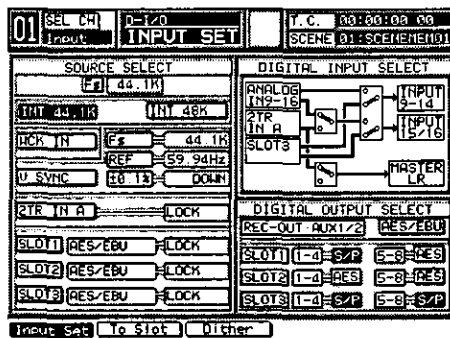 01 SEL CH Input D-I/O INPUT SET T.C. 00:00:00 00
SCENE 01:SCENEMEM01
SOURCE SELECT
Fs 44.1K
INT 44.1K INT 48K
WCK IN Fs 44.1K
REF 59.94Hz
V SYNC ±0.1% DOWN
2TR IN A LOCK
SLOT1 AES/EBU LOCK
SLOT2 AES/EBU LOCK
SLOT3 AES/EBU LOCK
DIGITAL INPUT SELECT
ANALOG IN9-16
2TR IN A
SLOT3
INPUT 9-14
INPUT 15/16
MASTER LR
DIGITAL OUTPUT SELECT
REC-OUT-AUX1/2 AES/EBU
SLOT1 1-4 S/P 5-8 AES
SLOT2 1-4 AES 5-8 AES
SLOT3 1-4 S/P 5-8 S/P
Input Set To Slot Dither